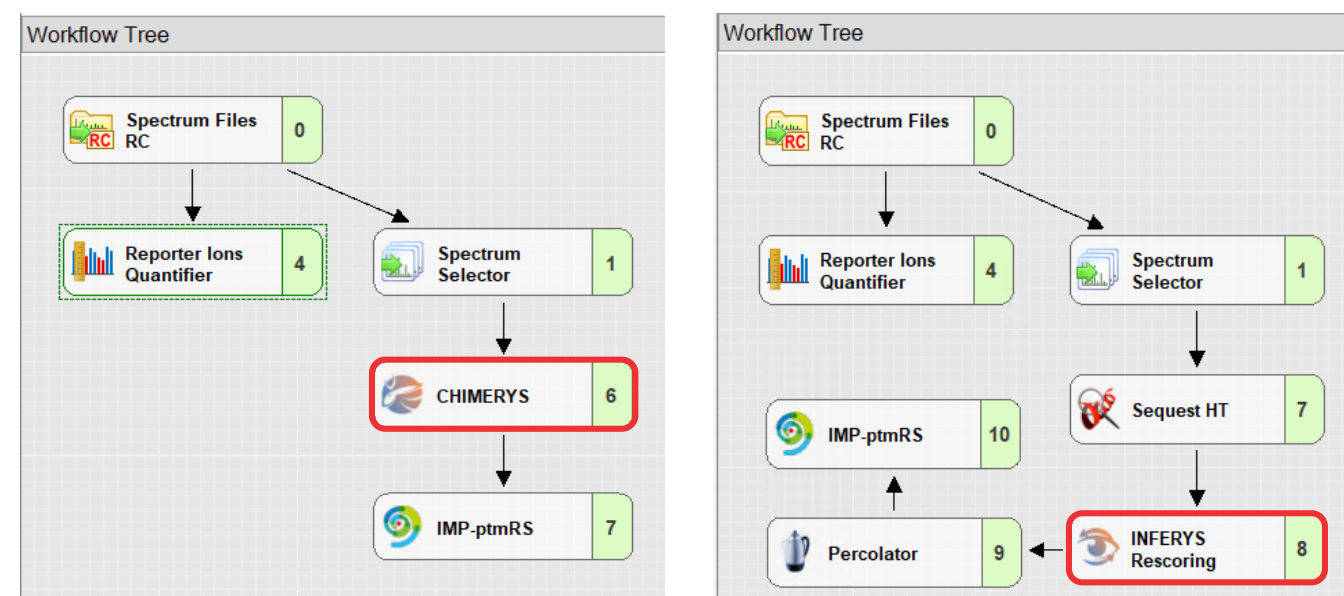 Workflow Tree
Spectrum Files
RC
0
RC
Reporter Ions
Quantifier
4
Spectrum
Selector
1
CHIMERYS
6
IMP-ptmRS
7
Workflow Tree
Spectrum Files
RC
0
RC
Reporter Ions
Quantifier
4
Spectrum
Selector
1
Sequest HT
7
IMP-ptmRS
10
INFERYS
Rescoring
8
Percolator
9